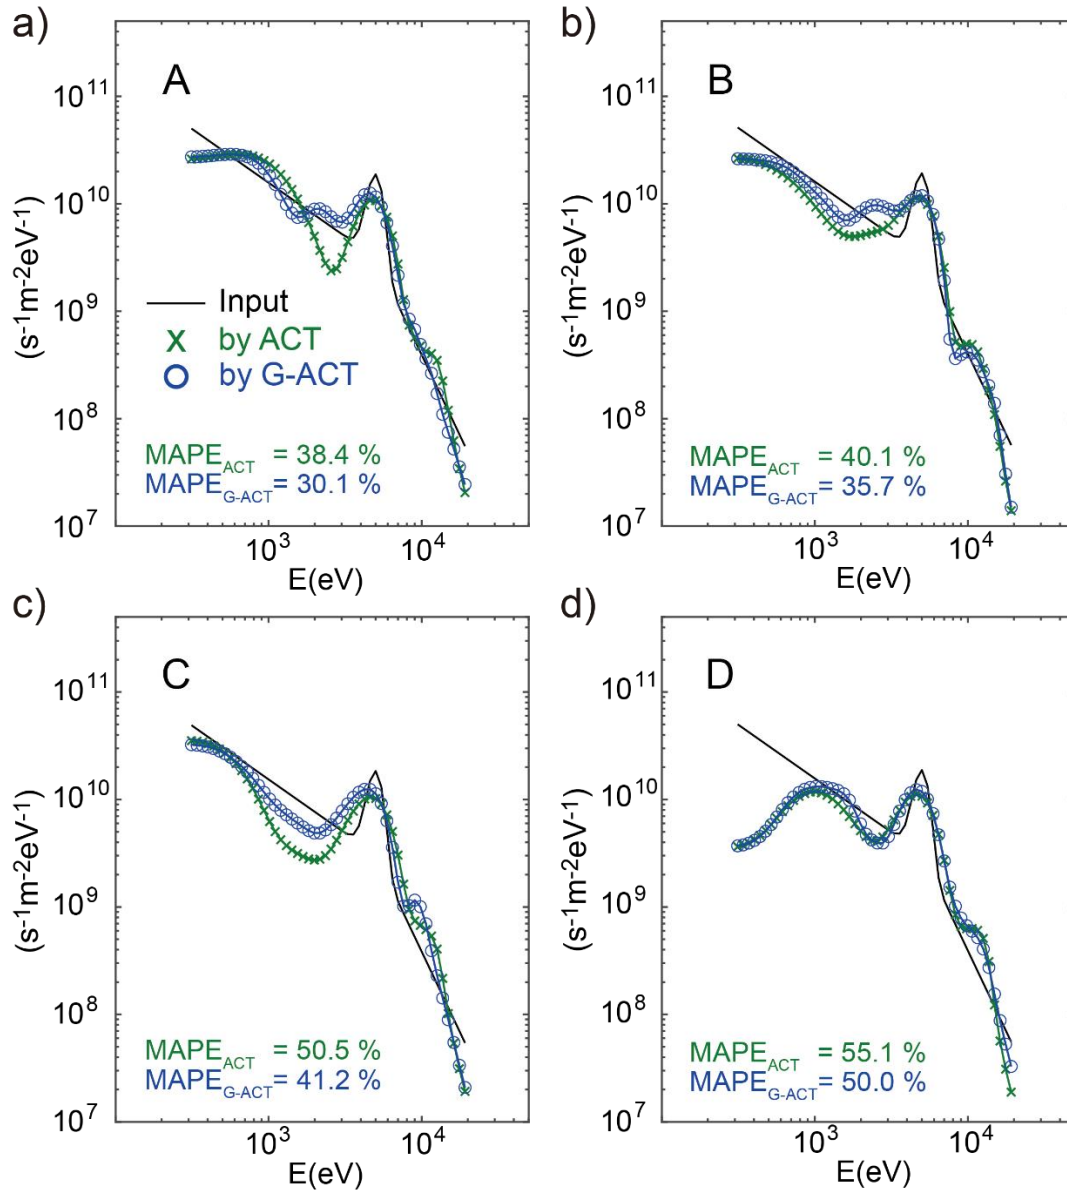 a)
A
10^11
10^10
10^9
10^8
10^7
(s^-1m^-2eV^-1)
Input
by ACT
by G-ACT
MAPE_ACT = 38.4 %
MAPE_G-ACT = 30.1 %
10^3
10^4
E(eV)
b)
B
10^11
10^10
10^9
10^8
10^7
(s^-1m^-2eV^-1)
MAPE_ACT = 40.1 %
MAPE_G-ACT = 35.7 %
10^3
10^4
E(eV)
c)
C
10^11
10^10
10^9
10^8
10^7
(s^-1m^-2eV^-1)
MAPE_ACT = 50.5 %
MAPE_G-ACT = 41.2 %
10^3
10^4
E(eV)
d)
D
10^11
10^10
10^9
10^8
10^7
(s^-1m^-2eV^-1)
MAPE_ACT = 55.1 %
MAPE_G-ACT = 50.0 %
10^3
10^4
E(eV)